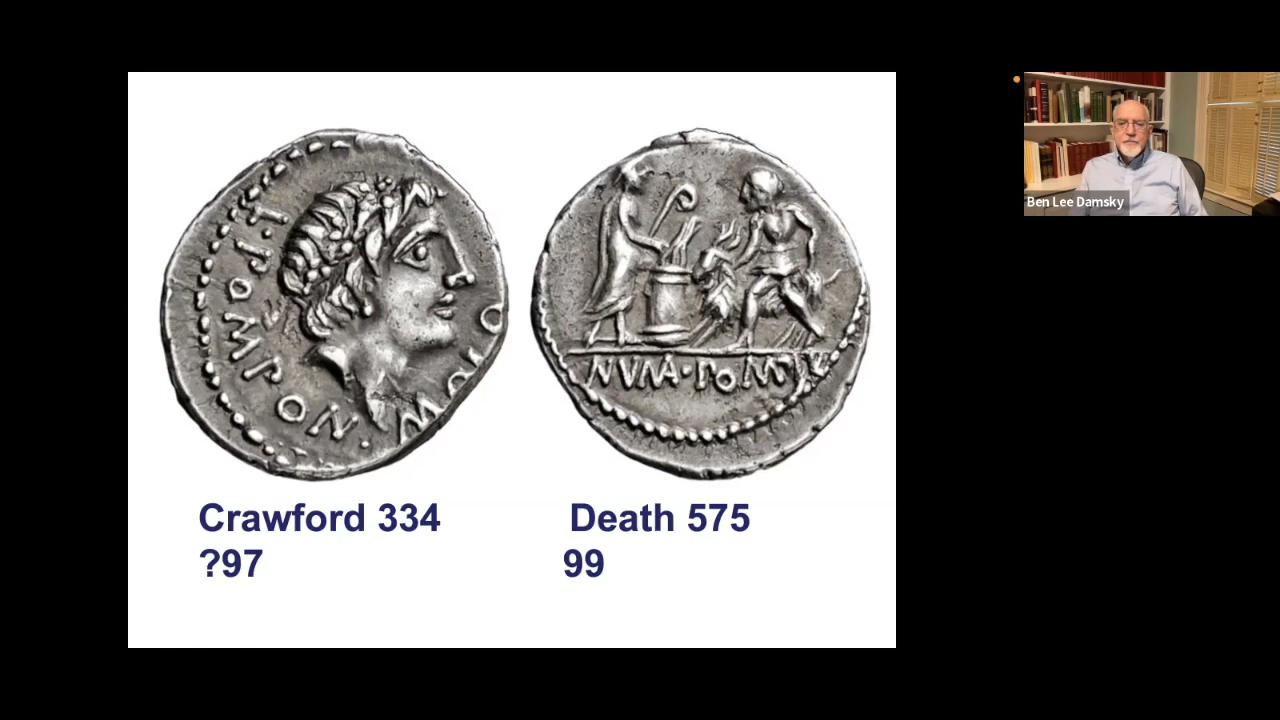 L·POMPON·MOLO
NVMA·POMPIL
Crawford 334
Death 575
?97
99
Ben Lee Damsky